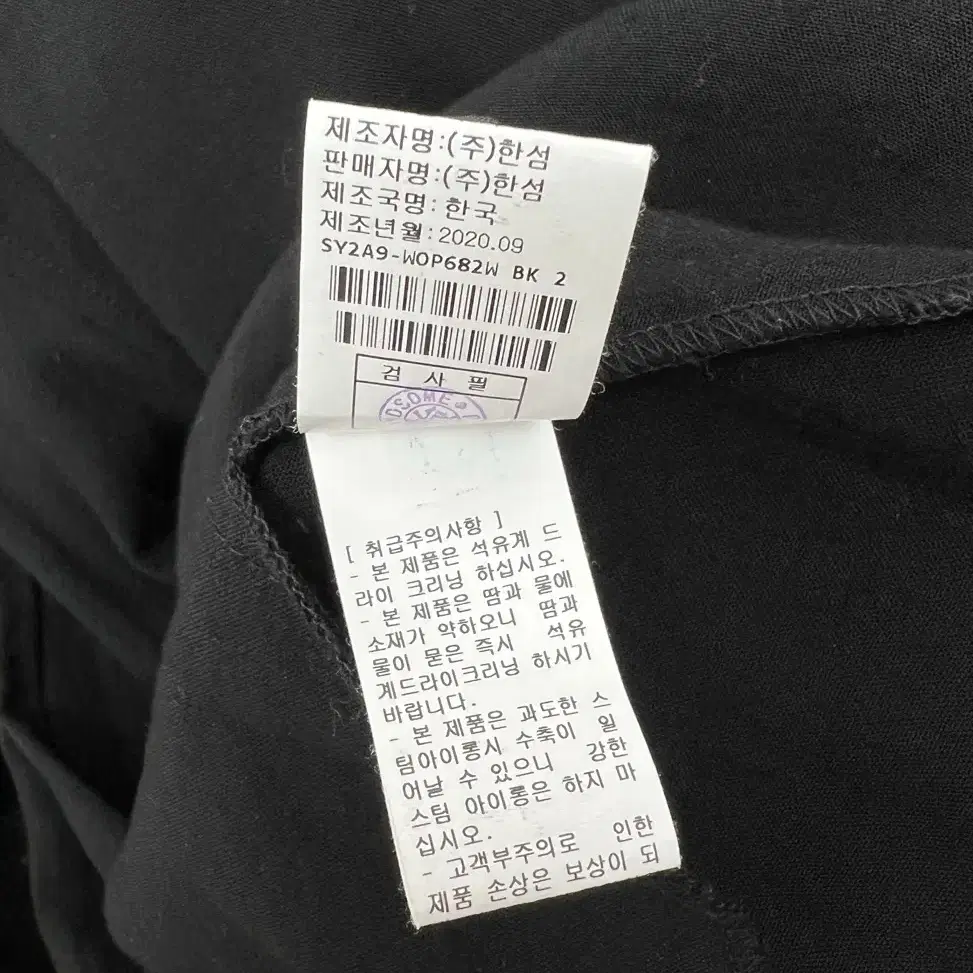 제조자명:(주)한섬
판매자명:(주)한섬
제조국명: 한국
제조년월:2020.09
SY2A9-WOP682W BK 2
검 사 필
DSOME
[ 취급주의사항 ]
- 본 제품은 석유계 드
라이 크리닝 하십시오.
- 본 제품은 땀과 물에
소재가 약하오니 땀과
물이 묻은 즉시 석유
계드라이크리닝 하시기
바랍니다.
- 본 제품은 과도한 스
팀아이롱시 수축이 일
어날 수 있으니 강한
스팀 아이롱은 하지 마
십시오.
- 고객부주의로 인한
제품 손상은 보상이 되